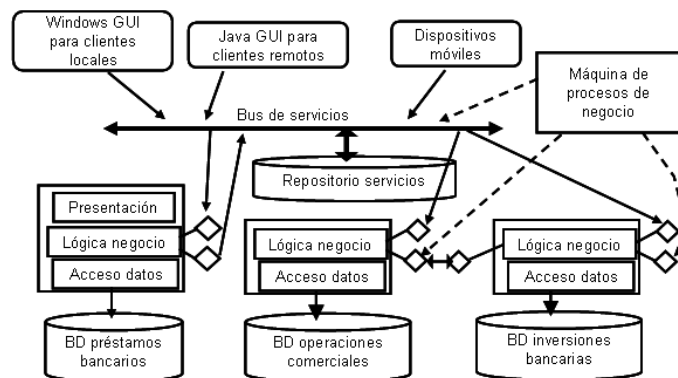 Windows GUI
para clientes
locales
Java GUI para
clientes remotos
Dispositivos
móviles
Máquina de
procesos de
negocio
Bus de servicios
Repositorio servicios
Presentación
Lógica negocio
Acceso datos
Lógica negocio
Acceso datos
Lógica negocio
Acceso datos
BD préstamos
bancarios
BD operaciones
comerciales
BD inversiones
bancarias